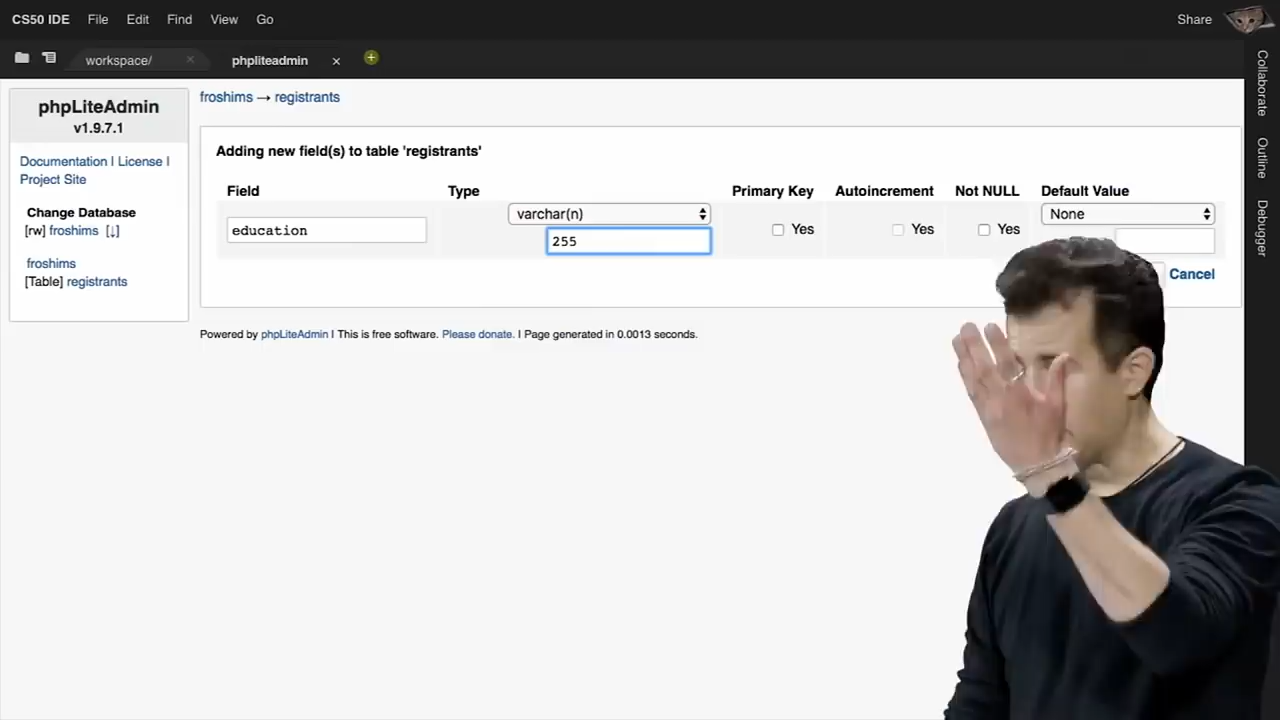 CS50 IDE File Edit Find View Go Share
workspace/ × phpliteadmin ×
phpLiteAdmin
v1.9.7.1
Documentation | License |
Project Site
Change Database
[rw] froshims [↓]
froshims
[Table] registrants
froshims → registrants
Adding new field(s) to table 'registrants'
Field Type Primary Key Autoincrement Not NULL Default Value
education varchar(n) Yes Yes Yes None
255
Cancel
Powered by phpLiteAdmin | This is free software. Please donate. | Page generated in 0.0013 seconds.
Collaborate
Outline
Debugger